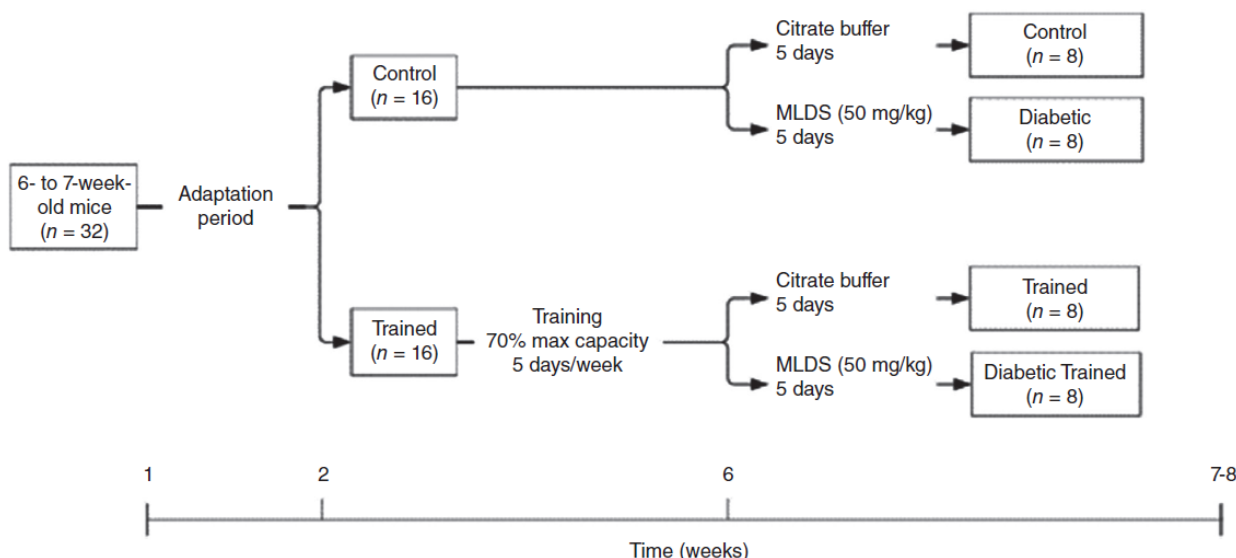 6- to 7-week-
old mice
(n = 32)
Adaptation
period
Control
(n = 16)
Citrate buffer
5 days
Control
(n = 8)
MLDS (50 mg/kg)
5 days
Diabetic
(n = 8)
Trained
(n = 16)
Training
70% max capacity
5 days/week
Citrate buffer
5 days
Trained
(n = 8)
MLDS (50 mg/kg)
5 days
Diabetic Trained
(n = 8)
1
2
6
7-8
Time (weeks)